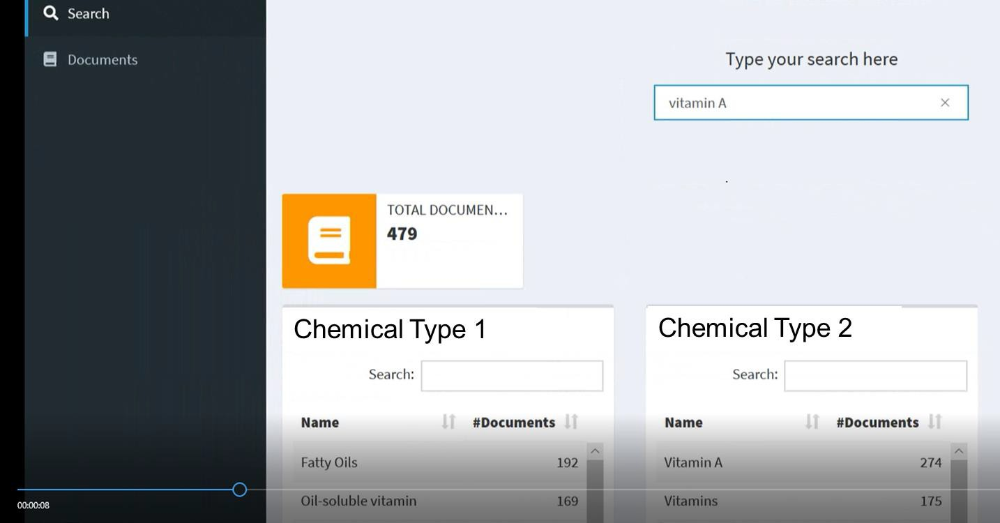 Search
Documents
Type your search here
vitamin A
TOTAL DOCUMEN...
479
Chemical Type 1
Search:
Name #Documents
Fatty Oils 192
Oil-soluble vitamin 169
Chemical Type 2
Search:
Name #Documents
Vitamin A 274
Vitamins 175
00:00:08